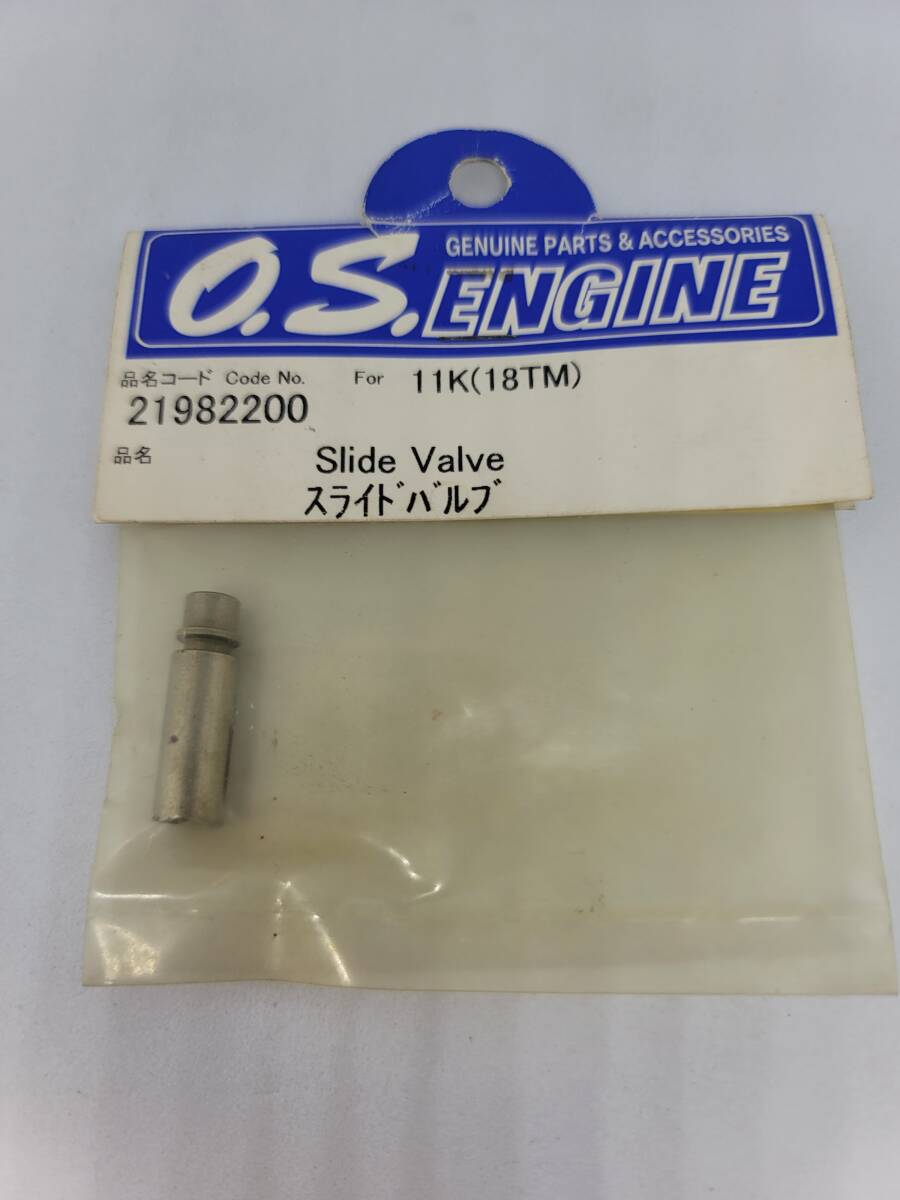 GENUINE PARTS & ACCESSORIES
O.S. ENGINE
品名コード Code No. For 11K(18TM)
21982200
品名 Slide Valve
スライドバルブ